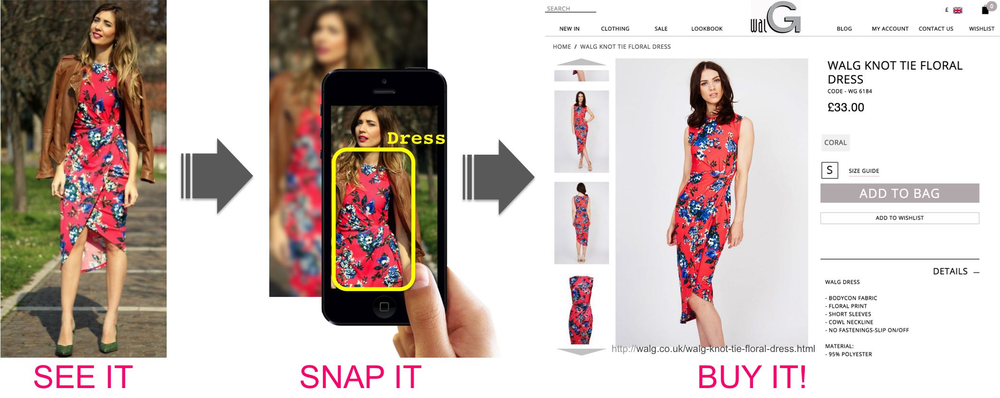 SEARCH
walG
£
0
NEW IN
CLOTHING
SALE
LOOKBOOK
BLOG
MY ACCOUNT
CONTACT US
WISHLIST
HOME / WALG KNOT TIE FLORAL DRESS
WALG KNOT TIE FLORAL
DRESS
CODE - WG 6184
£33.00
CORAL
S
SIZE GUIDE
ADD TO BAG
ADD TO WISHLIST
DETAILS –
WALG DRESS
- BODYCON FABRIC
- FLORAL PRINT
- SHORT SLEEVES
- COWL NECKLINE
- NO FASTENINGS-SLIP ON/OFF
MATERIAL:
- 95% POLYESTER
http://walg.co.uk/walg-knot-tie-floral-dress.html
Dress
SEE IT
SNAP IT
BUY IT!